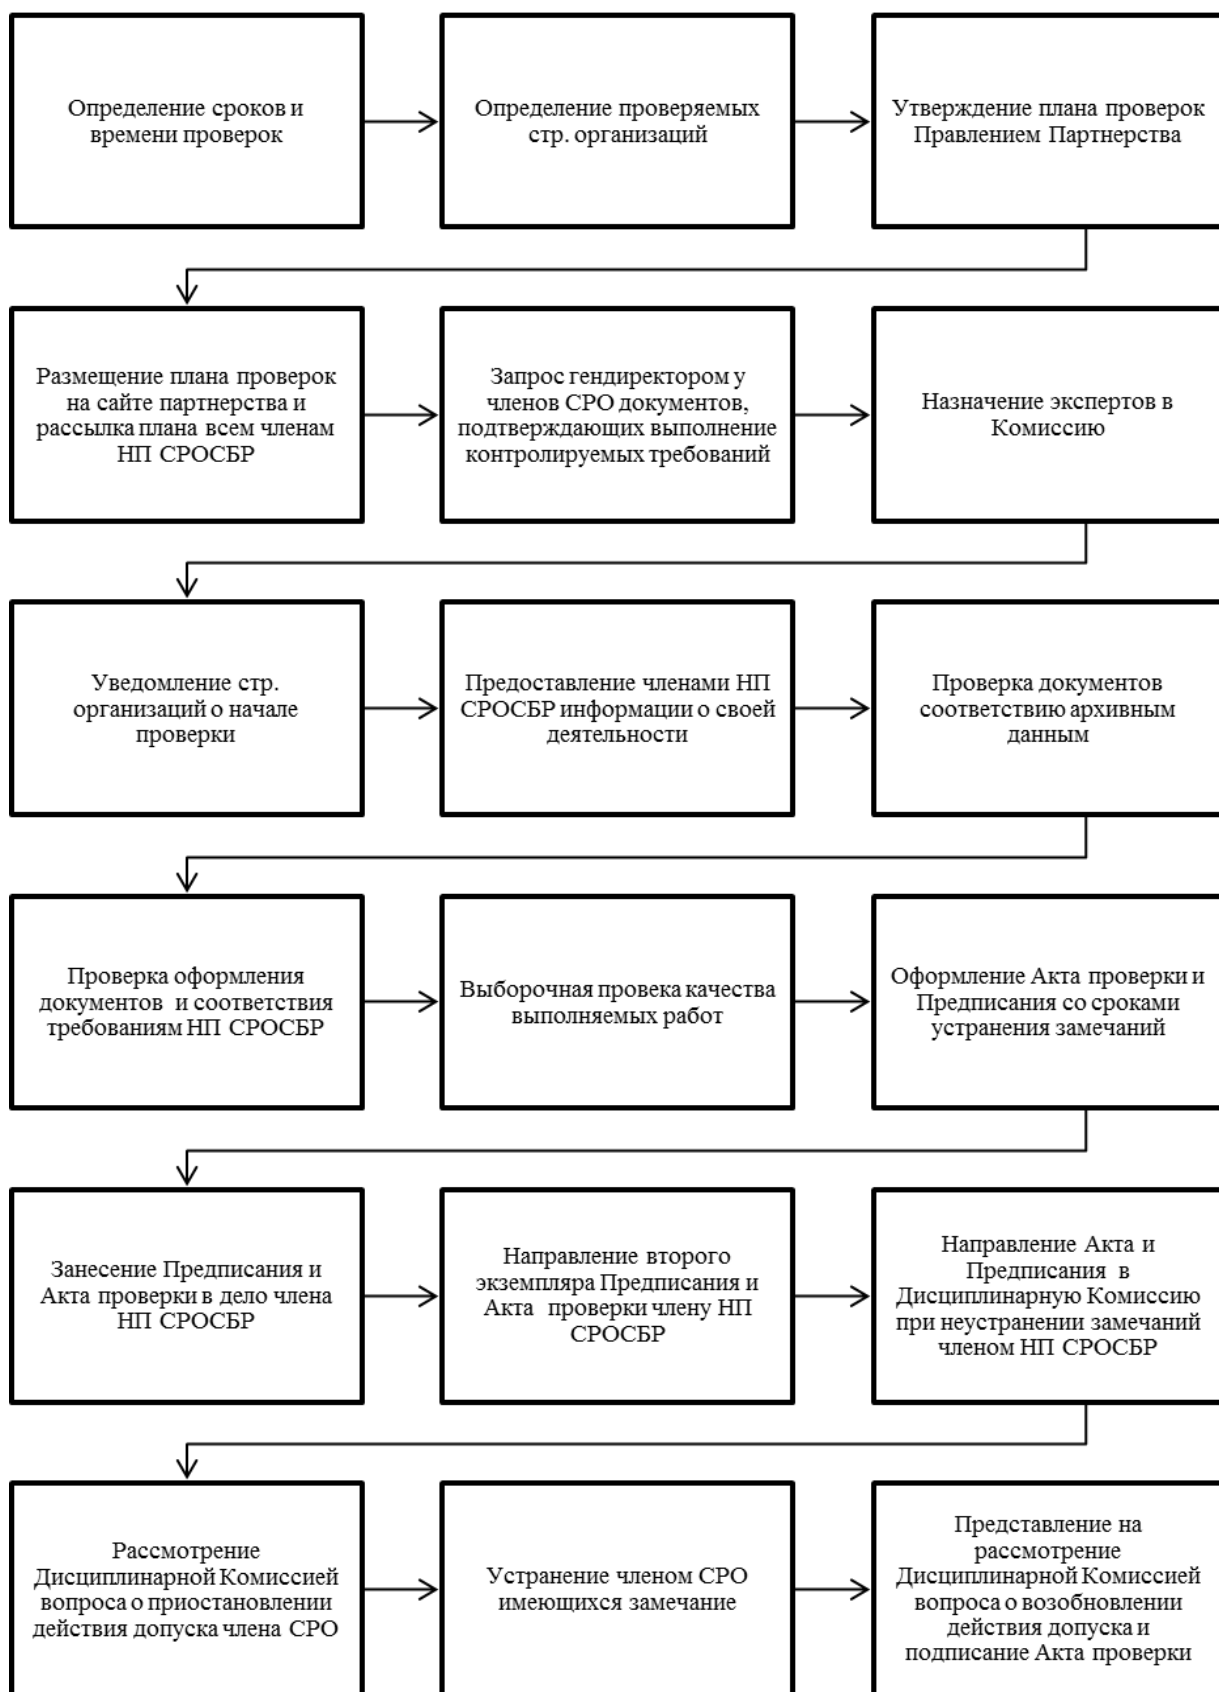 Определение сроков и
времени проверок
Определение проверяемых
стр. организаций
Утверждение плана проверок
Правлением Партнерства
Размещение плана проверок
на сайте партнерства и
рассылка плана всем членам
НП СРОСБР
Запрос гендиректором у
членов СРО документов,
подтверждающих выполнение
контролируемых требований
Назначение экспертов в
Комиссию
Уведомление стр.
организаций о начале
проверки
Предоставление членами НП
СРОСБР информации о своей
деятельности
Проверка документов
соответствию архивным
данным
Проверка оформления
документов и соответствия
требованиям НП СРОСБР
Выборочная провека качества
выполняемых работ
Оформление Акта проверки и
Предписания со сроками
устранения замечаний
Занесение Предписания и
Акта проверки в дело члена
НП СРОСБР
Направление второго
экземпляра Предписания и
Акта проверки члену НП
СРОСБР
Направление Акта и
Предписания в
Дисциплинарную Комиссию
при неустранении замечаний
членом НП СРОСБР
Рассмотрение
Дисциплинарной Комиссией
вопроса о приостановлении
действия допуска члена СРО
Устранение членом СРО
имеющихся замечание
Представление на
рассмотрение
Дисциплинарной Комиссией
вопроса о возобновлении
действия допуска и
подписание Акта проверки